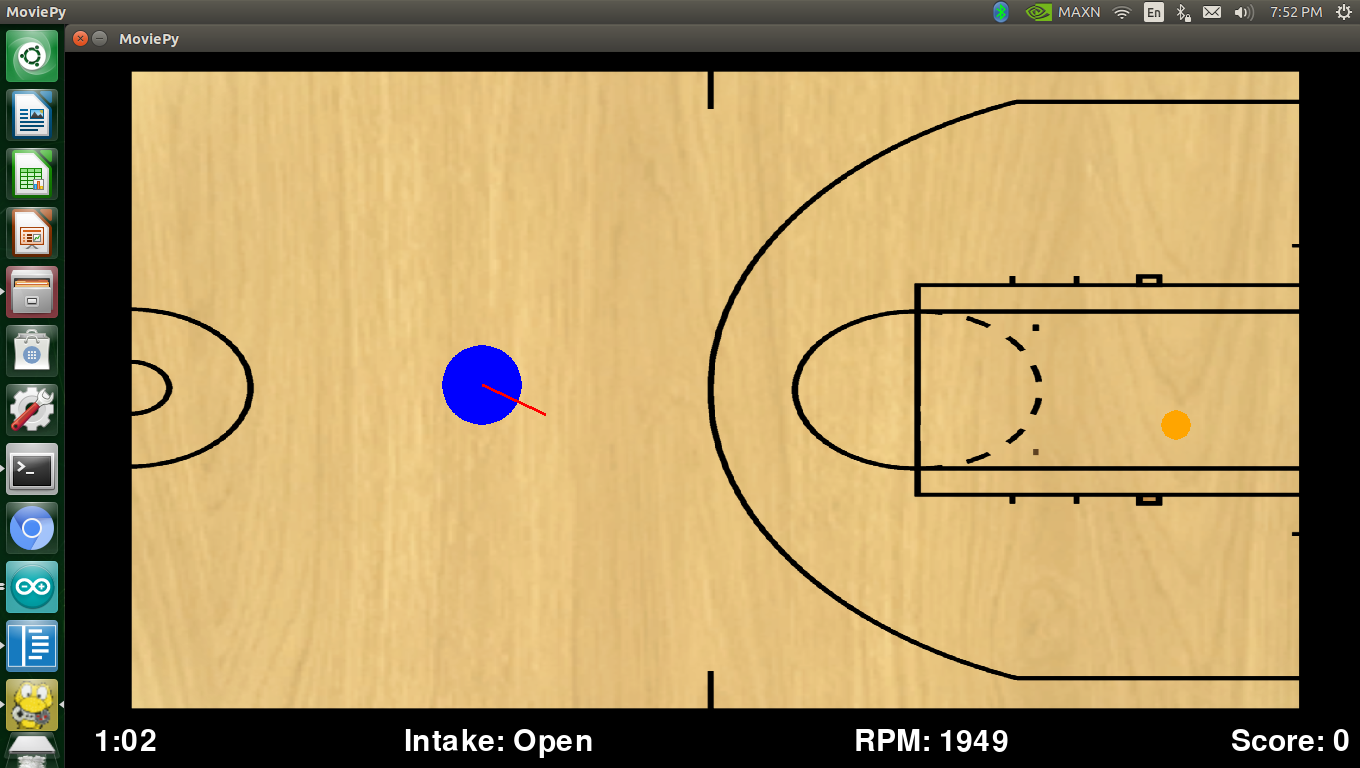 MoviePy
MAXN
En
7:52 PM
MoviePy
1:02
Intake: Open
RPM: 1949
Score: 0